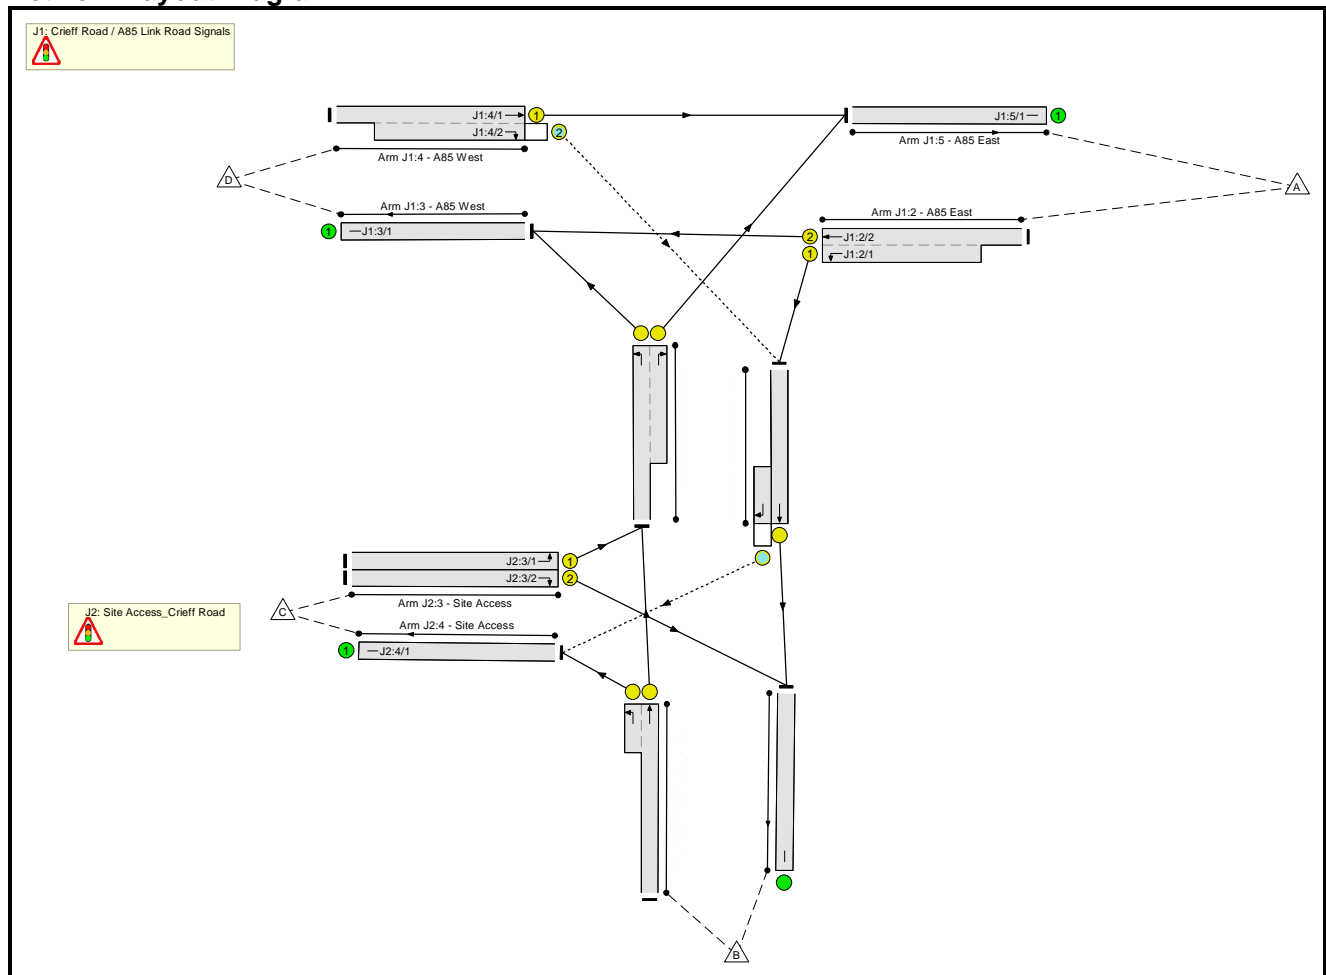 J1: Crieff Road / A85 Link Road Signals
J1:4/1
1
J1:4/2
2
Arm J1:4 - A85 West
J1:5/1
1
Arm J1:5 - A85 East
D
A
Arm J1:3 - A85 West
1
J1:3/1
Arm J1:2 - A85 East
2
J1:2/2
1
J1:2/1
J2:3/1
1
J2:3/2
2
Arm J2:3 - Site Access
C
J2: Site Access_Crieff Road
Arm J2:4 - Site Access
1
J2:4/1
B